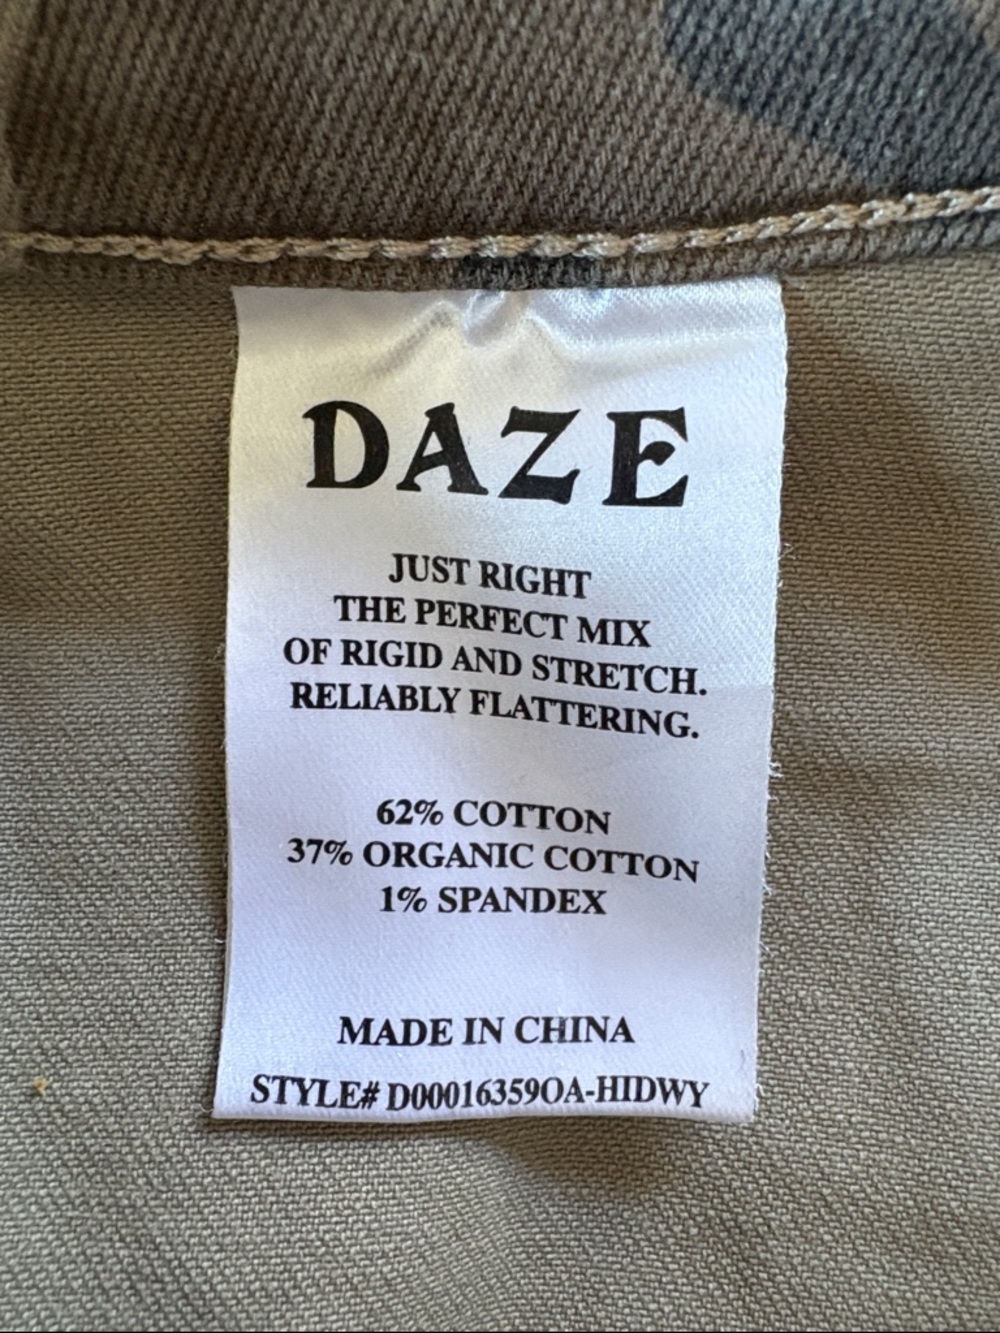 DAZE
JUST RIGHT
THE PERFECT MIX
OF RIGID AND STRETCH.
RELIABLY FLATTERING.
62% COTTON
37% ORGANIC COTTON
1% SPANDEX
MADE IN CHINA
STYLE# D00016359OA-HIDWY